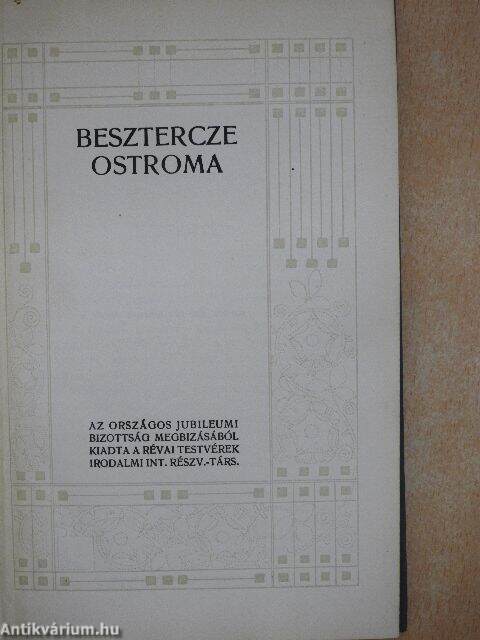 BESZTERCZE
OSTROMA
AZ ORSZÁGOS JUBILEUMI
BIZOTTSÁG MEGBIZÁSÁBÓL
KIADTA A RÉVAI TESTVÉREK
IRODALMI INT. RÉSZV.-TÁRS.
Antikvárium.hu